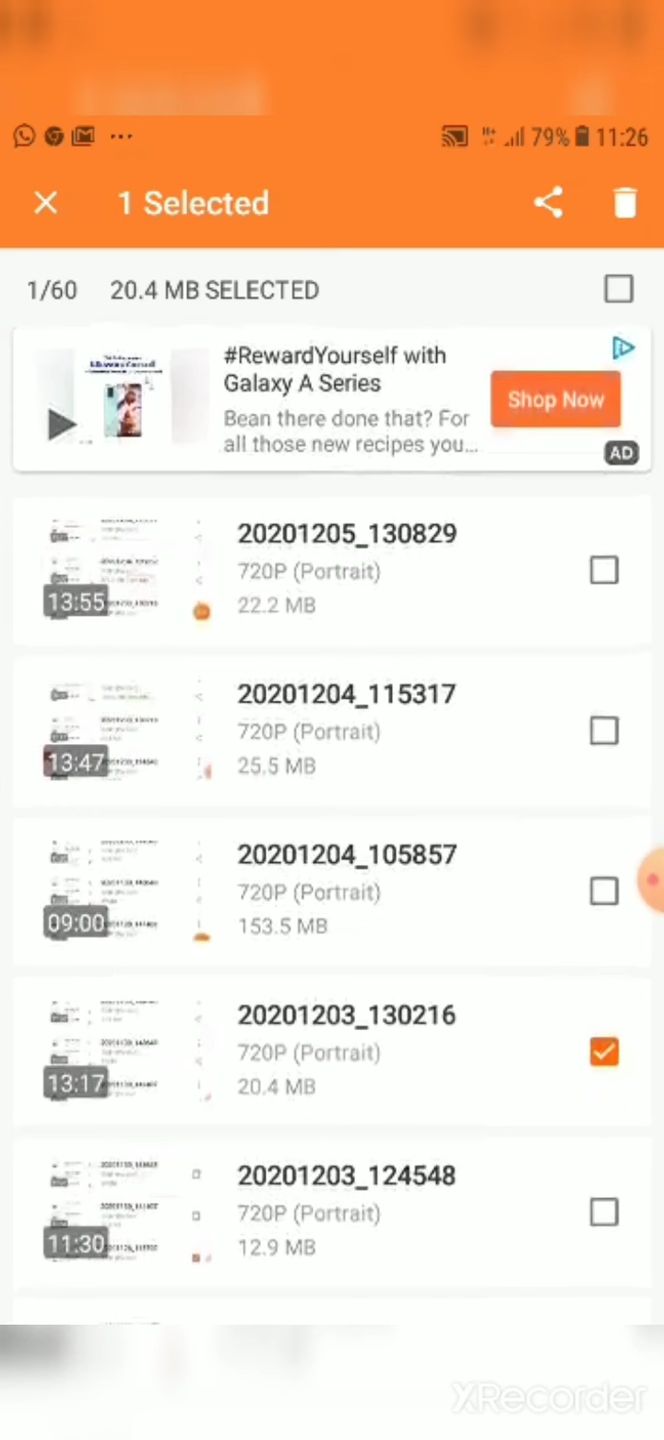 79% 11:26
1 Selected
1/60 20.4 MB SELECTED
#RewardYourself with
Galaxy A Series
Bean there done that? For
all those new recipes you...
Shop Now
AD
20201205_130829
720P (Portrait)
22.2 MB
13:55
20201204_115317
720P (Portrait)
25.5 MB
13:47
20201204_105857
720P (Portrait)
153.5 MB
09:00
20201203_130216
720P (Portrait)
20.4 MB
13:17
20201203_124548
720P (Portrait)
12.9 MB
11:30
XRecorder